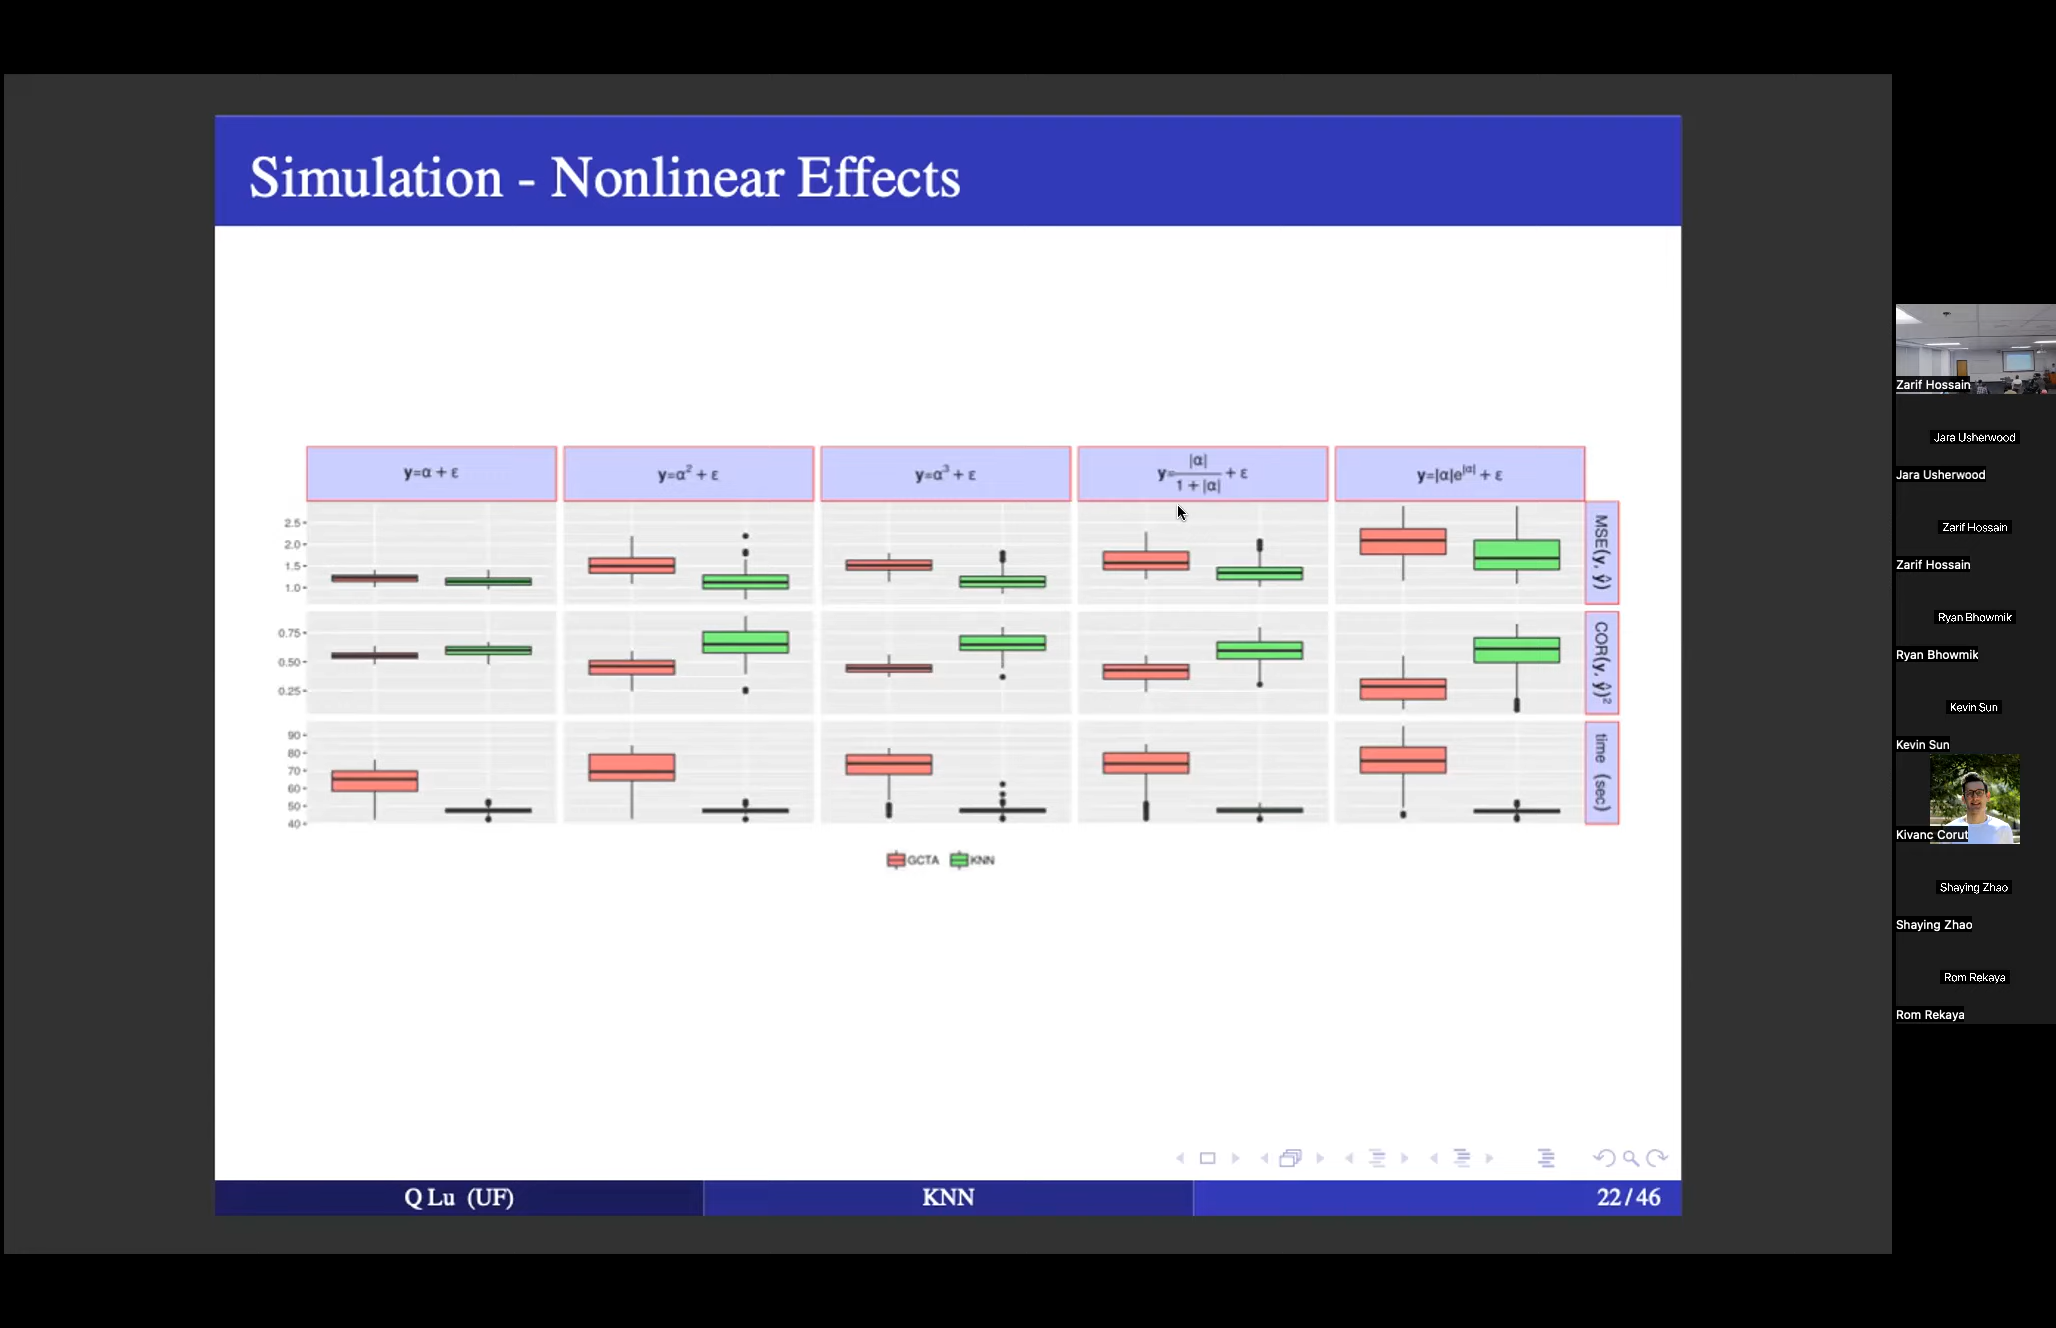 Simulation - Nonlinear Effects
y=α + ε
y=α² + ε
y=α³ + ε
y=|α|/(1 + |α|) + ε
y=|α|e^|α| + ε
2.5
2.0
1.5
1.0
MSE(y, ŷ)
0.75
0.50
0.25
COR(y, ŷ)²
90
80
70
60
50
40
time (sec)
GCTA KNN
Q Lu (UF) KNN 22 / 46
Zarif Hossain
Jara Usherwood
Jara Usherwood
Zarif Hossain
Zarif Hossain
Ryan Bhowmik
Ryan Bhowmik
Kevin Sun
Kevin Sun
Kivanc Corut
Shaying Zhao
Shaying Zhao
Rom Rekaya
Rom Rekaya